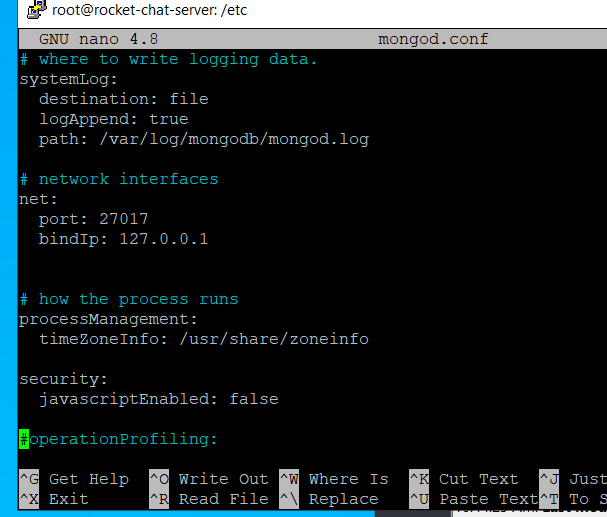 root@rocket-chat-server: /etc
GNU nano 4.8 mongod.conf
# where to write logging data.
systemLog:
  destination: file
  logAppend: true
  path: /var/log/mongodb/mongod.log
# network interfaces
net:
  port: 27017
  bindIp: 127.0.0.1
# how the process runs
processManagement:
  timeZoneInfo: /usr/share/zoneinfo
security:
  javascriptEnabled: false
#operationProfiling:
^G Get Help ^O Write Out ^W Where Is ^K Cut Text ^J Just
^X Exit ^R Read File ^\ Replace ^U Paste Text ^T To S